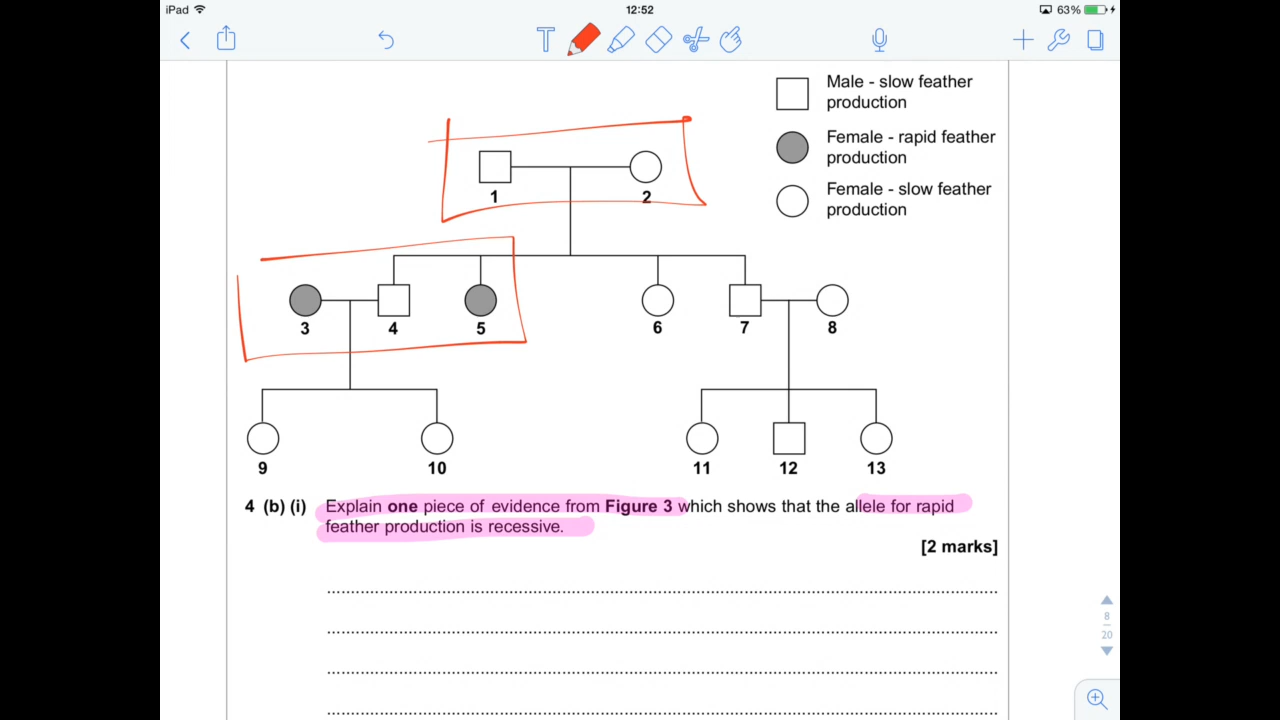 iPad 12:52 63%
T
Male - slow feather
production
Female - rapid feather
production
Female - slow feather
production
1 2
3 4 5 6 7 8
9 10 11 12 13
4 (b) (i) Explain one piece of evidence from Figure 3 which shows that the allele for rapid
feather production is recessive.
[2 marks]
8
20